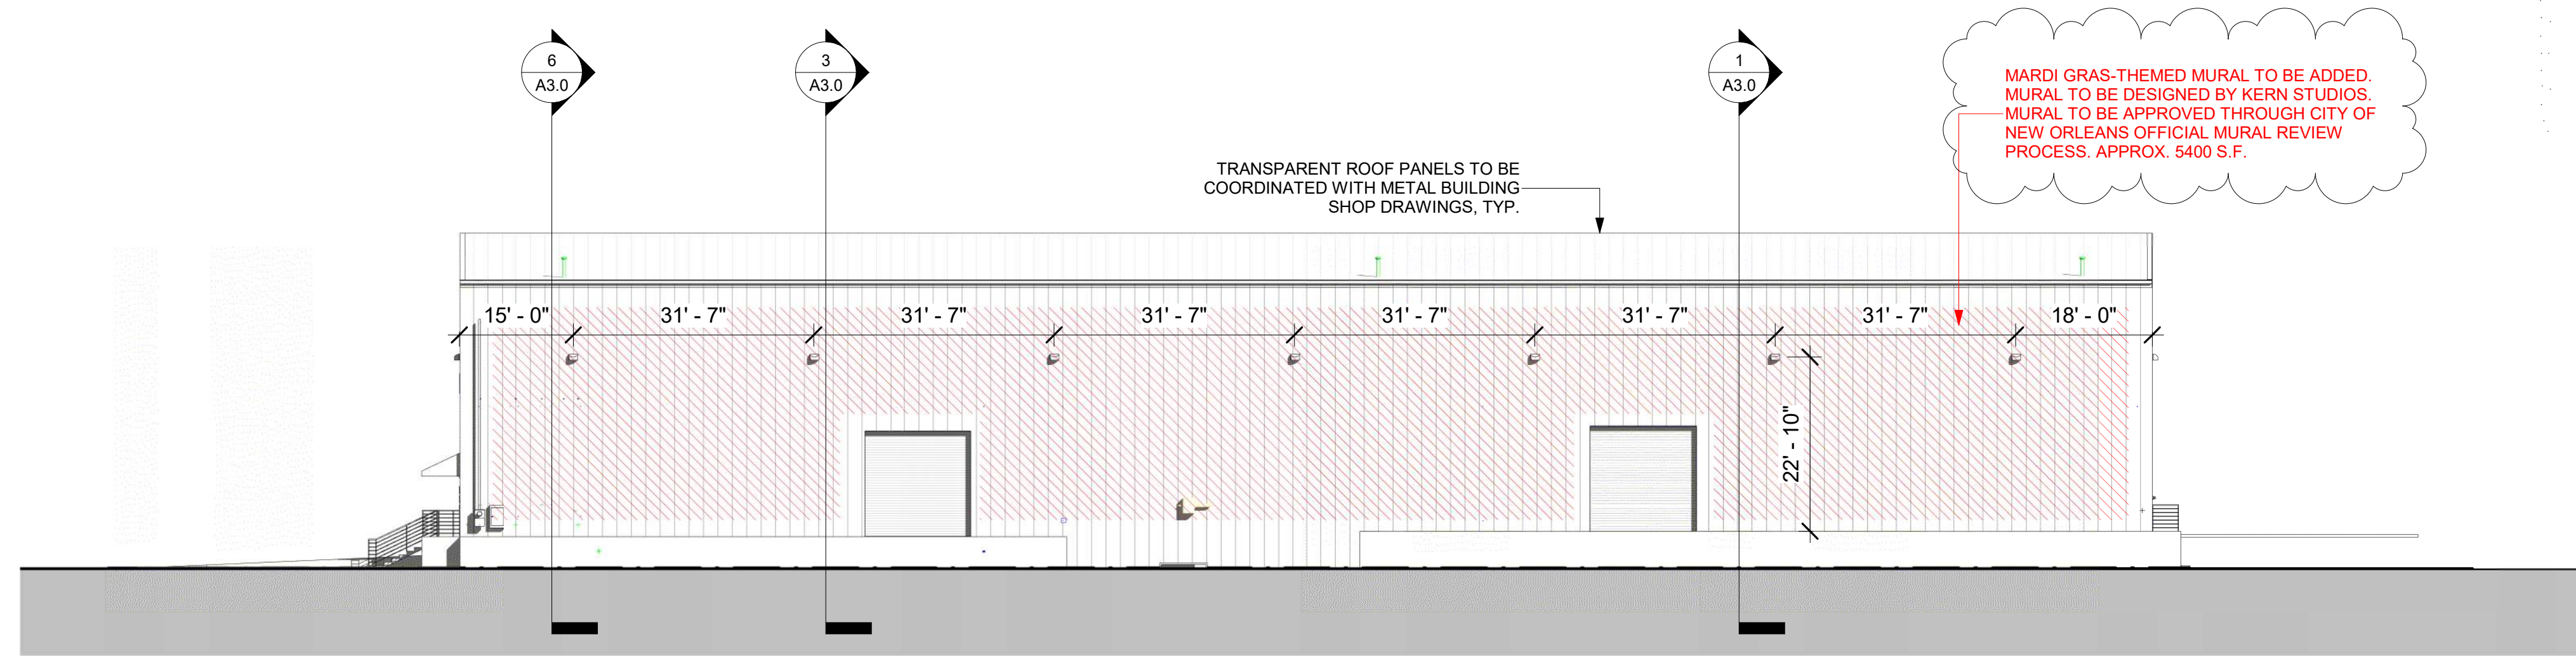 6
A3.0
3
A3.0
1
A3.0
MARDI GRAS-THEMED MURAL TO BE ADDED.
MURAL TO BE DESIGNED BY KERN STUDIOS.
MURAL TO BE APPROVED THROUGH CITY OF
NEW ORLEANS OFFICIAL MURAL REVIEW
PROCESS. APPROX. 5400 S.F.
TRANSPARENT ROOF PANELS TO BE
COORDINATED WITH METAL BUILDING
SHOP DRAWINGS, TYP.
15' - 0"
31' - 7"
31' - 7"
31' - 7"
31' - 7"
31' - 7"
31' - 7"
18' - 0"
22' - 10"